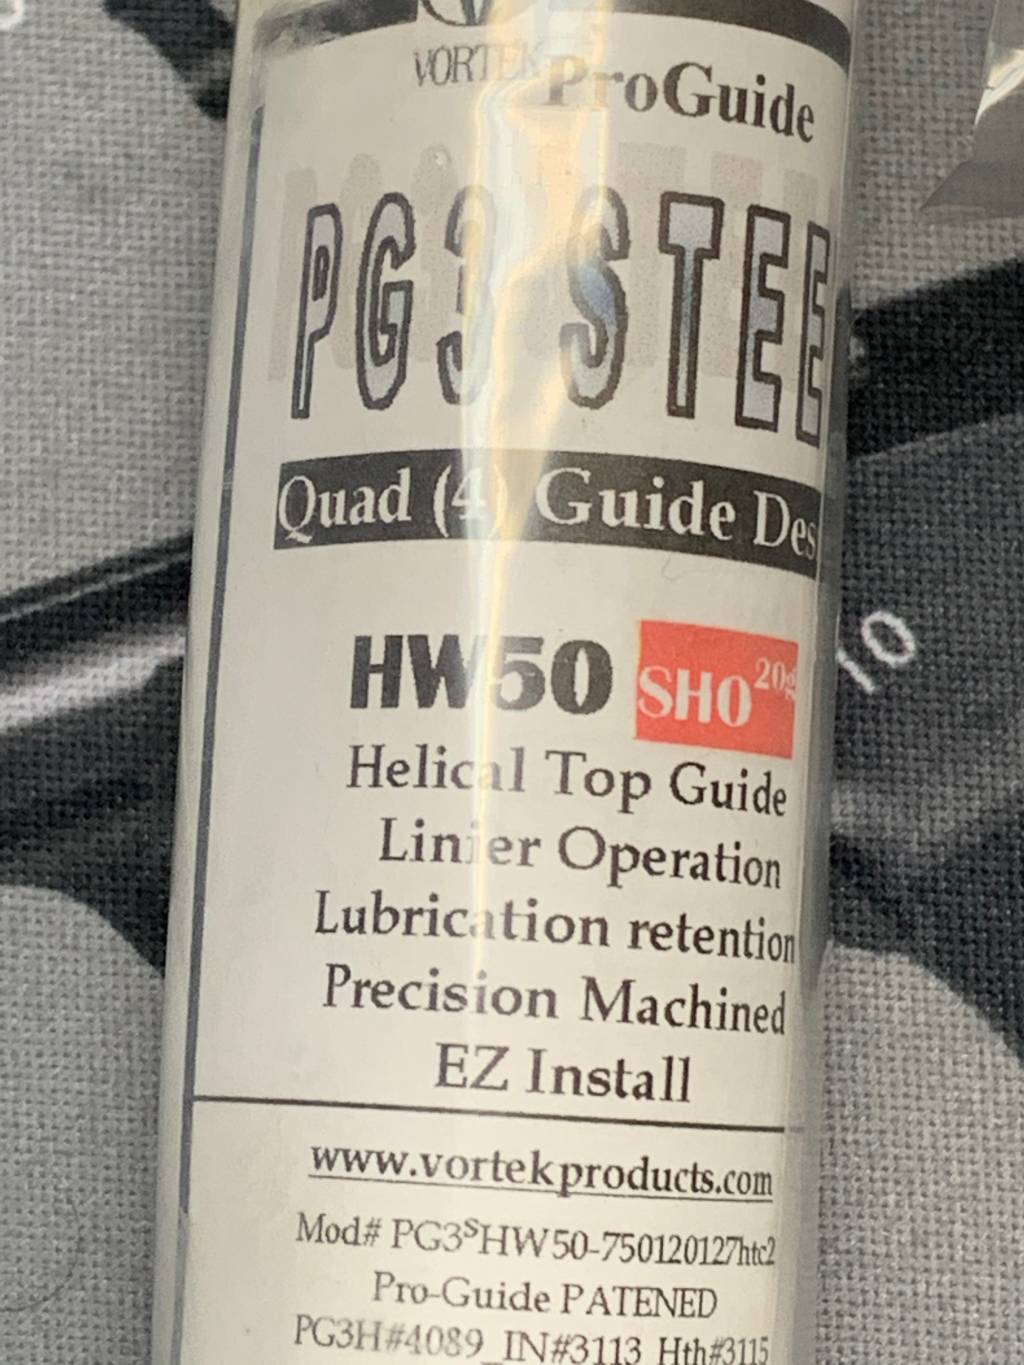 VORTEK ProGuide
PG3 STEE
Quad (4) Guide Des
HW50 SHO 20g
Helical Top Guide
Linier Operation
Lubrication retention
Precision Machined
EZ Install
www.vortekproducts.com
Mod# PG3ˢHW50-750120127htc2
Pro-Guide PATENED
PG3H#4089_IN#3113_Hth#3115
10